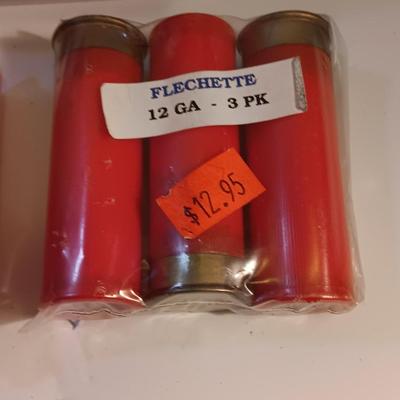 FLECHETTE
12 GA - 3 PK
$12.95